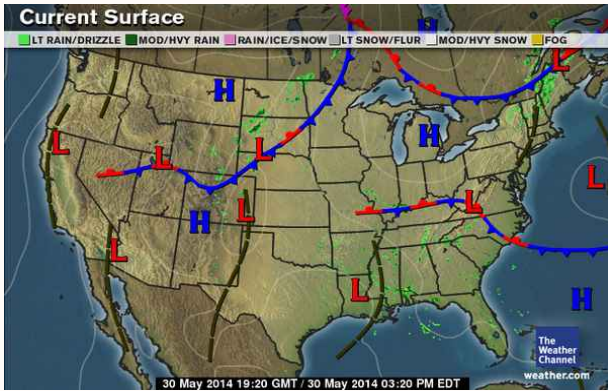 Current Surface
LT RAIN/DRIZZLE MOD/HVY RAIN RAIN/ICE/SNOW LT SNOW/FLUR MOD/HVY SNOW FOG
H
L
H
L
H
L
L
L
L
L
H
L
L
H
The Weather Channel
weather.com
30 May 2014 19:20 GMT / 30 May 2014 03:20 PM EDT